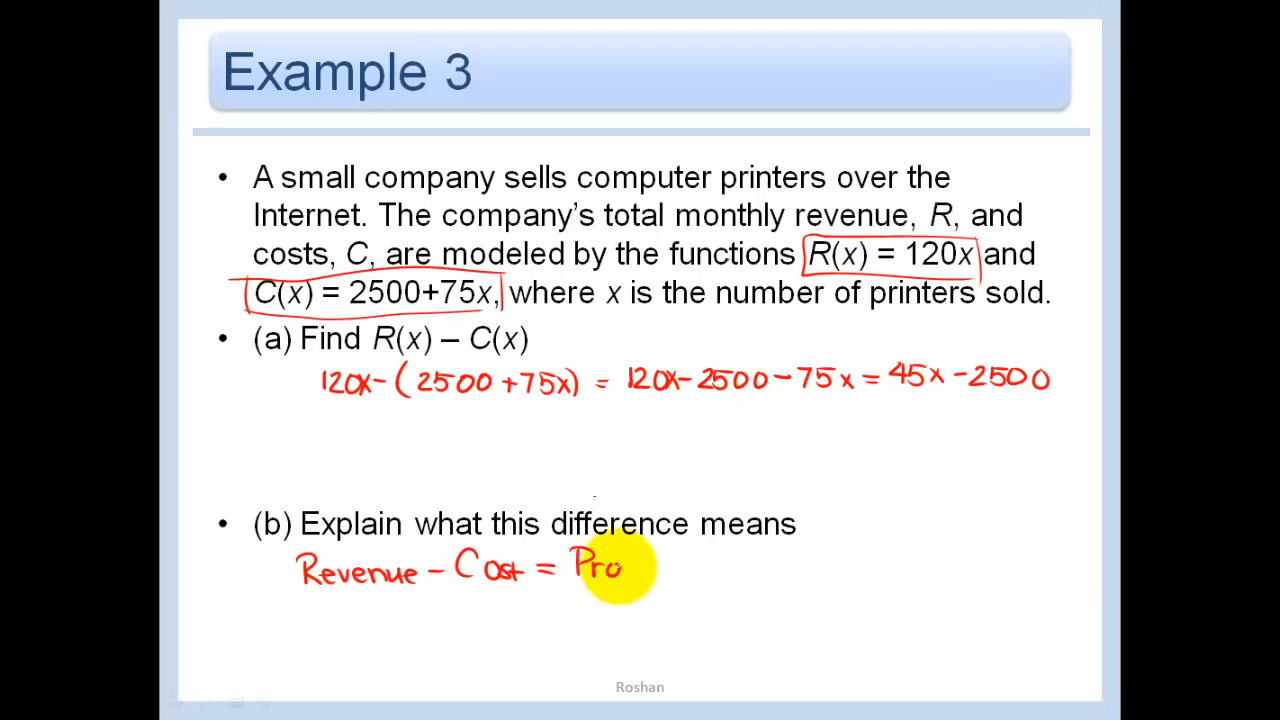 Example 3
• A small company sells computer printers over the
Internet. The company's total monthly revenue, R, and
costs, C, are modeled by the functions R(x) = 120x and
C(x) = 2500+75x, where x is the number of printers sold.
• (a) Find R(x) – C(x)
120x-(2500+75x) = 120x-2500-75x = 45x-2500
• (b) Explain what this difference means
Revenue - Cost = Pro
Roshan